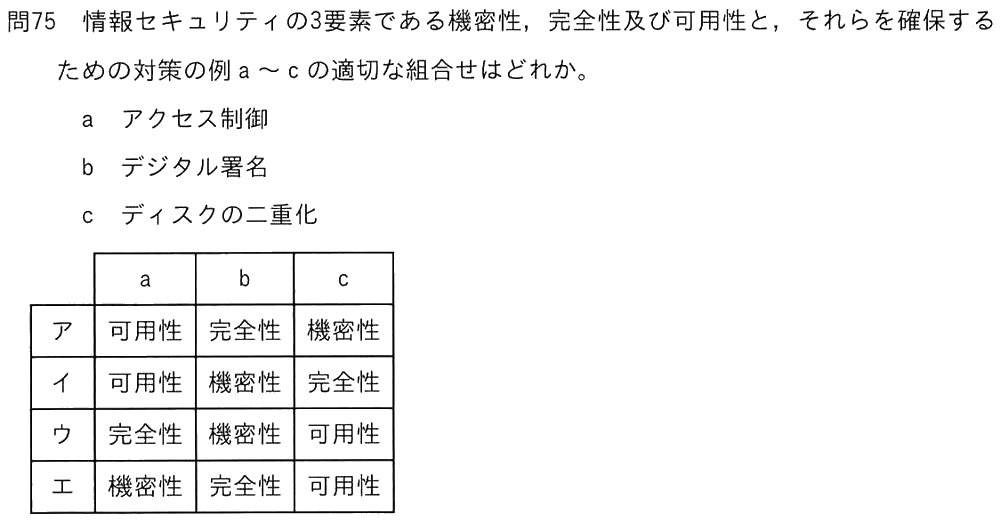 問75 情報セキュリティの3要素である機密性，完全性及び可用性と，それらを確保する
ための対策の例 a ～ c の適切な組合せはどれか。
a アクセス制御
b デジタル署名
c ディスクの二重化
a b c
ア 可用性 完全性 機密性
イ 可用性 機密性 完全性
ウ 完全性 機密性 可用性
エ 機密性 完全性 可用性